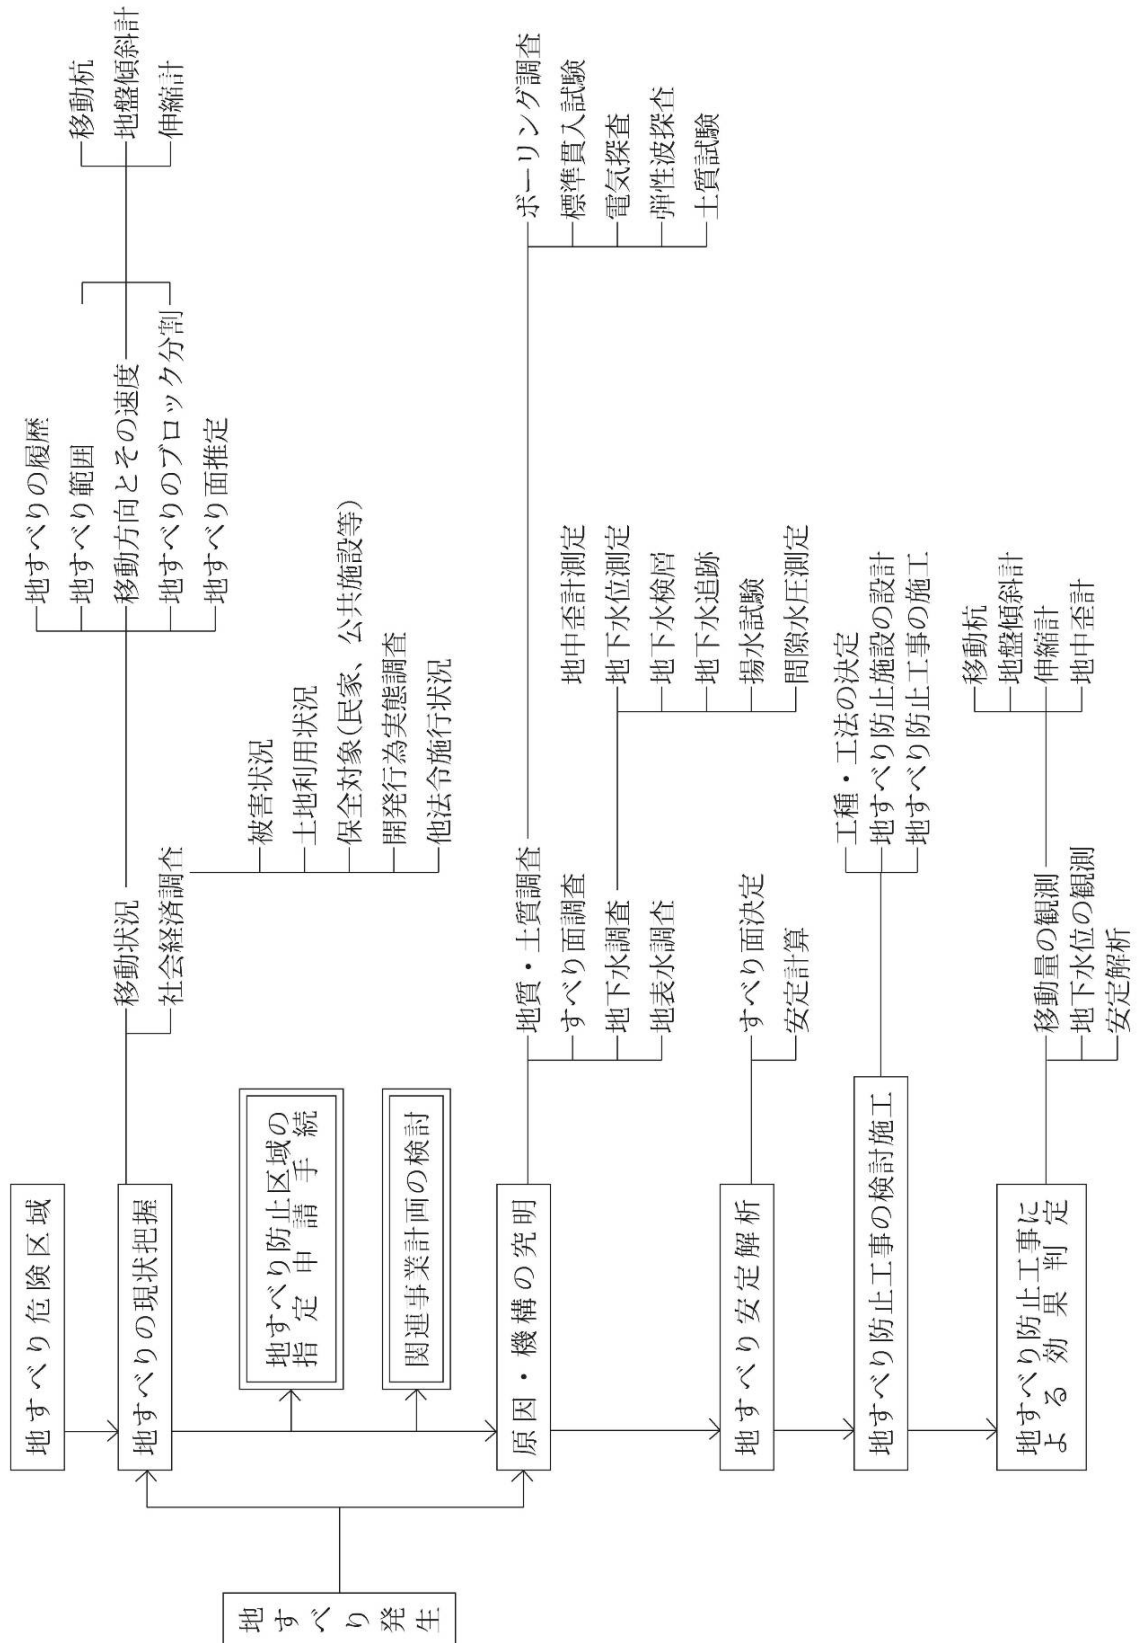 地すべり発生
地すべり危険区域
地すべりの現状把握
移動状況
社会経済調査
地すべりの履歴
地すべり範囲
移動方向とその速度
地すべりのブロック分割
地すべり面推定
移動杭
地盤傾斜計
伸縮計
被害状況
土地利用状況
保全対象(民家、公共施設等)
開発行為実態調査
他法令施行状況
地すべり防止区域の
指定申請手続
関連事業計画の検討
原因・機構の究明
地質・土質調査
すべり面調査
地下水調査
地表水調査
ボーリング調査
標準貫入試験
電気探査
弾性波探査
土質試験
地中歪計測定
地下水位測定
地下水検層
地下水追跡
揚水試験
間隙水圧測定
地すべり安定解析
すべり面決定
安定計算
地すべり防止工事の検討施工
工種・工法の決定
地すべり防止施設の設計
地すべり防止工事の施工
地すべり防止工事に
よる効果判定
移動量の観測
地下水位の観測
安定解析
移動杭
地盤傾斜計
伸縮計
地中歪計